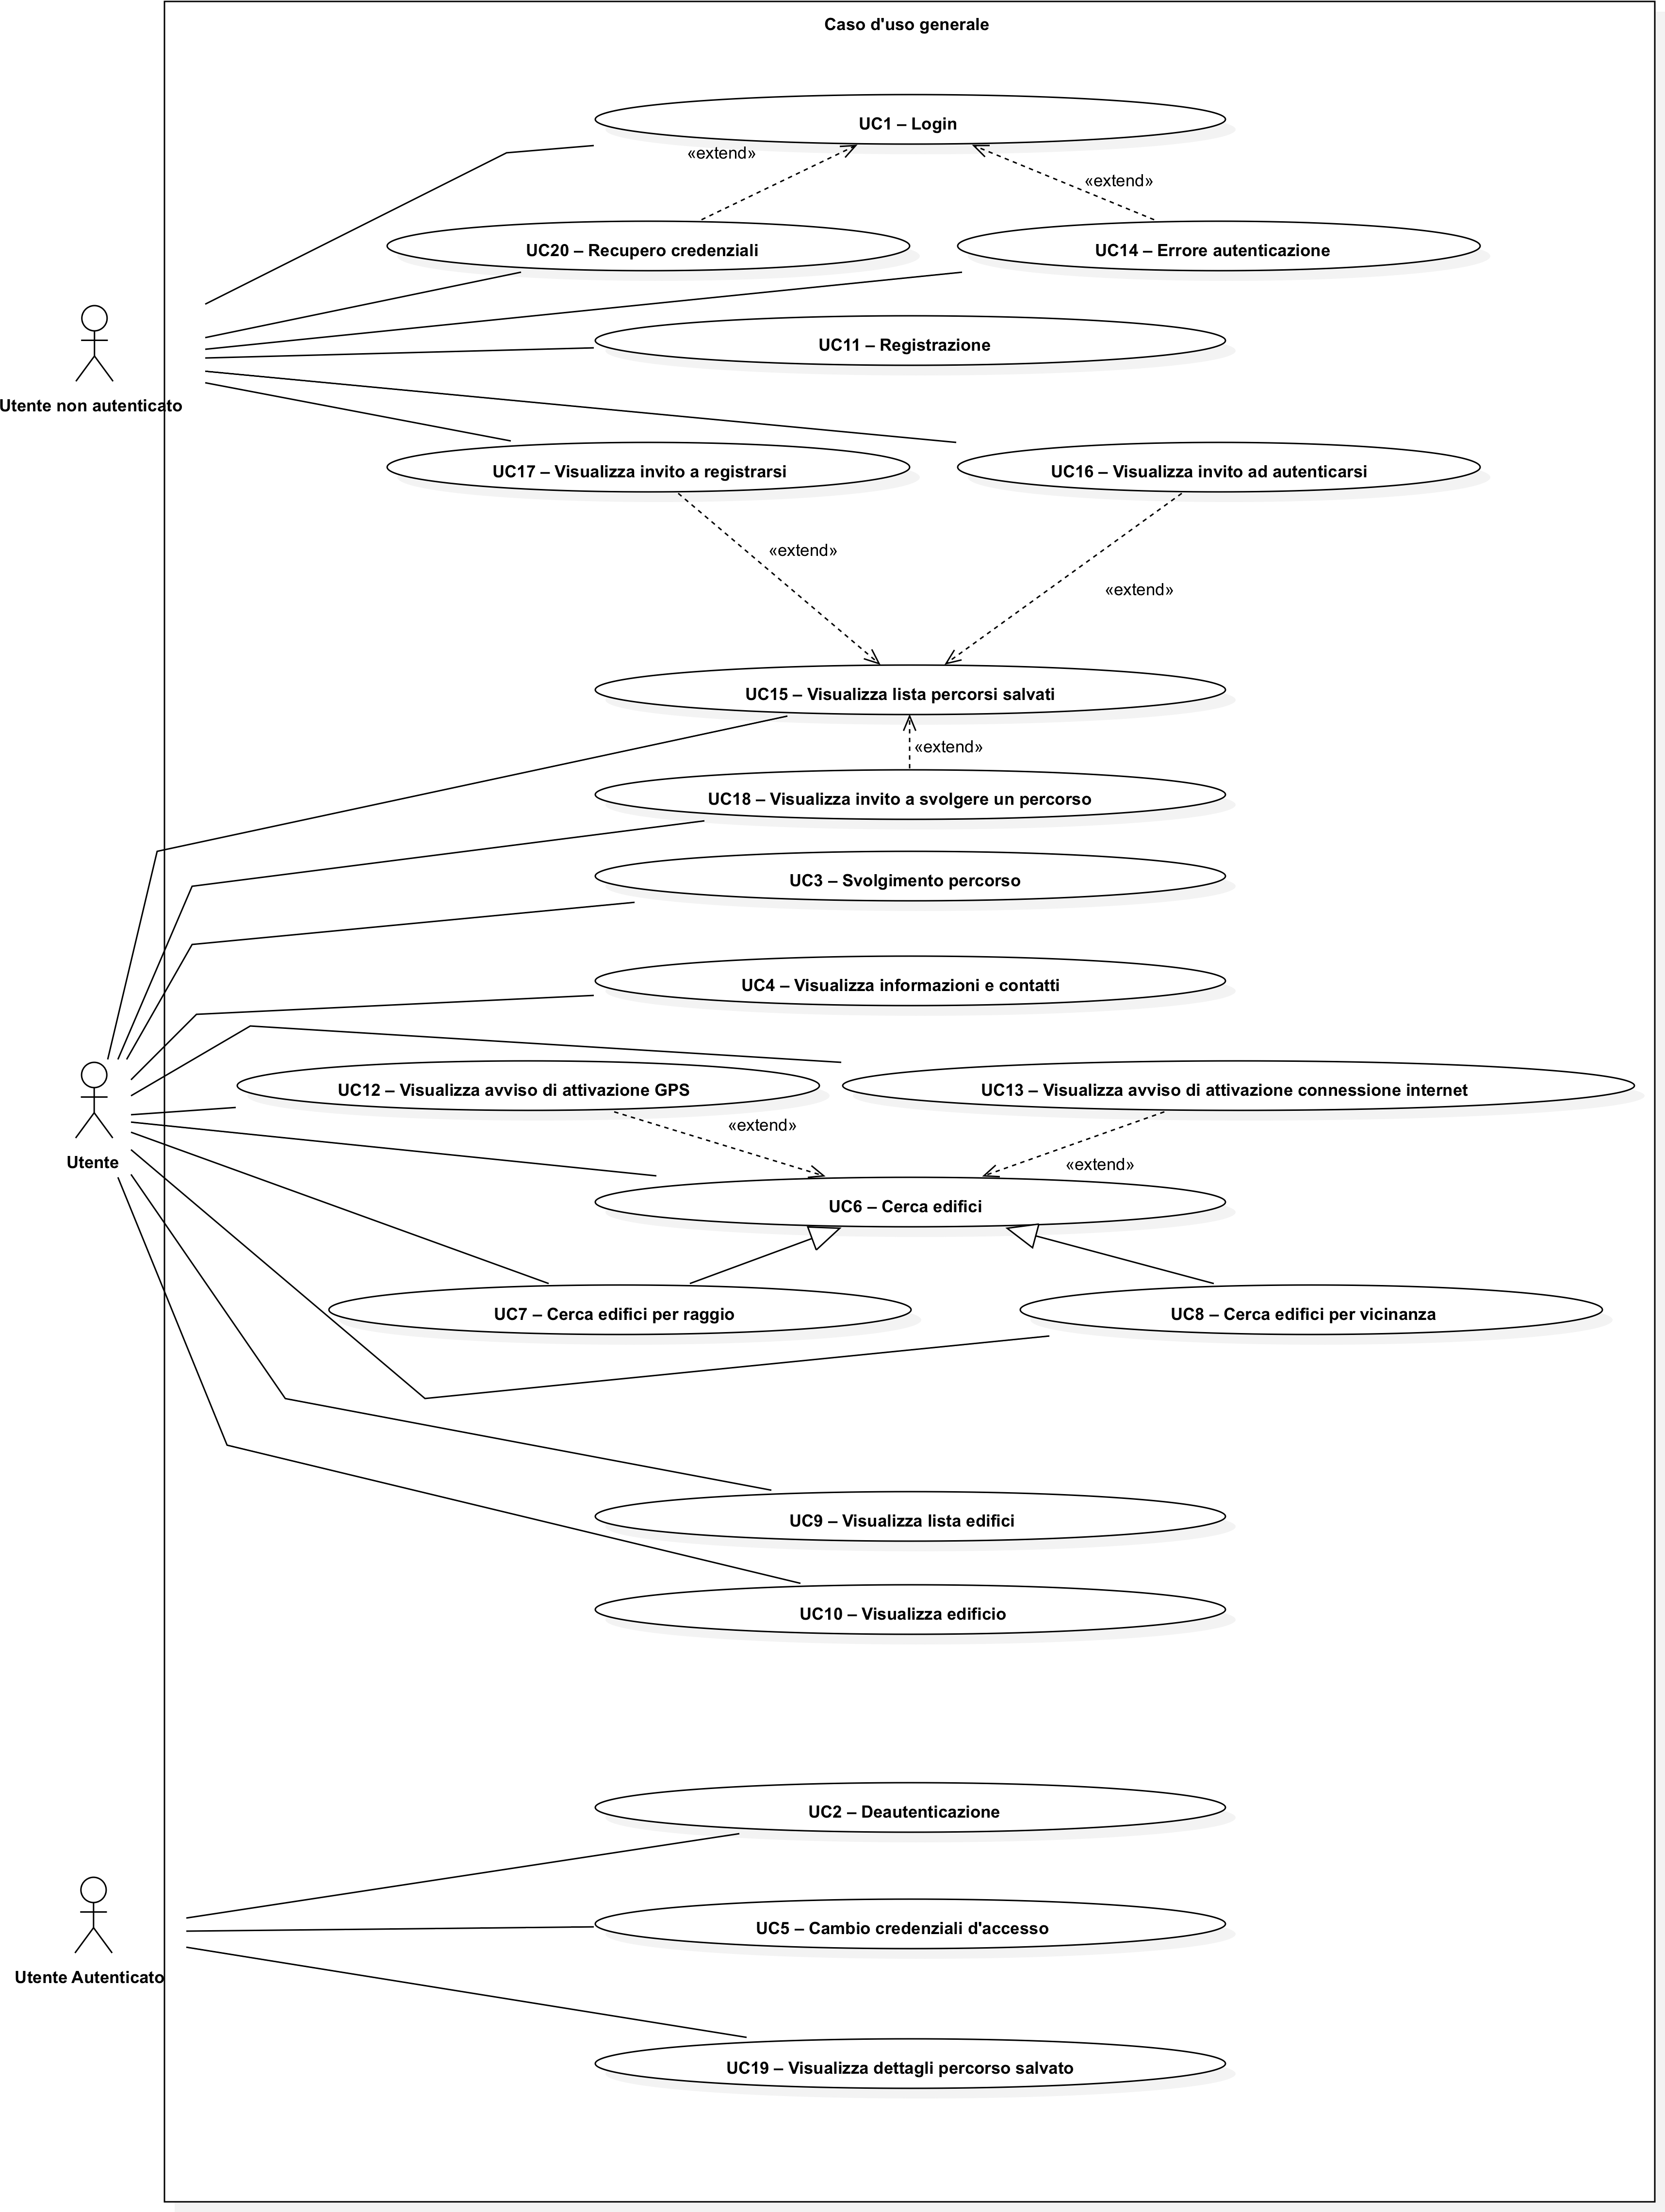 Caso d'uso generale
UC1 – Login
«extend»
«extend»
UC20 – Recupero credenziali
UC14 – Errore autenticazione
UC11 – Registrazione
Utente non autenticato
UC17 – Visualizza invito a registrarsi
UC16 – Visualizza invito ad autenticarsi
«extend»
«extend»
UC15 – Visualizza lista percorsi salvati
«extend»
UC18 – Visualizza invito a svolgere un percorso
UC3 – Svolgimento percorso
UC4 – Visualizza informazioni e contatti
UC12 – Visualizza avviso di attivazione GPS
UC13 – Visualizza avviso di attivazione connessione internet
«extend»
Utente
«extend»
UC6 – Cerca edifici
UC7 – Cerca edifici per raggio
UC8 – Cerca edifici per vicinanza
UC9 – Visualizza lista edifici
UC10 – Visualizza edificio
UC2 – Deautenticazione
UC5 – Cambio credenziali d'accesso
Utente Autenticato
UC19 – Visualizza dettagli percorso salvato